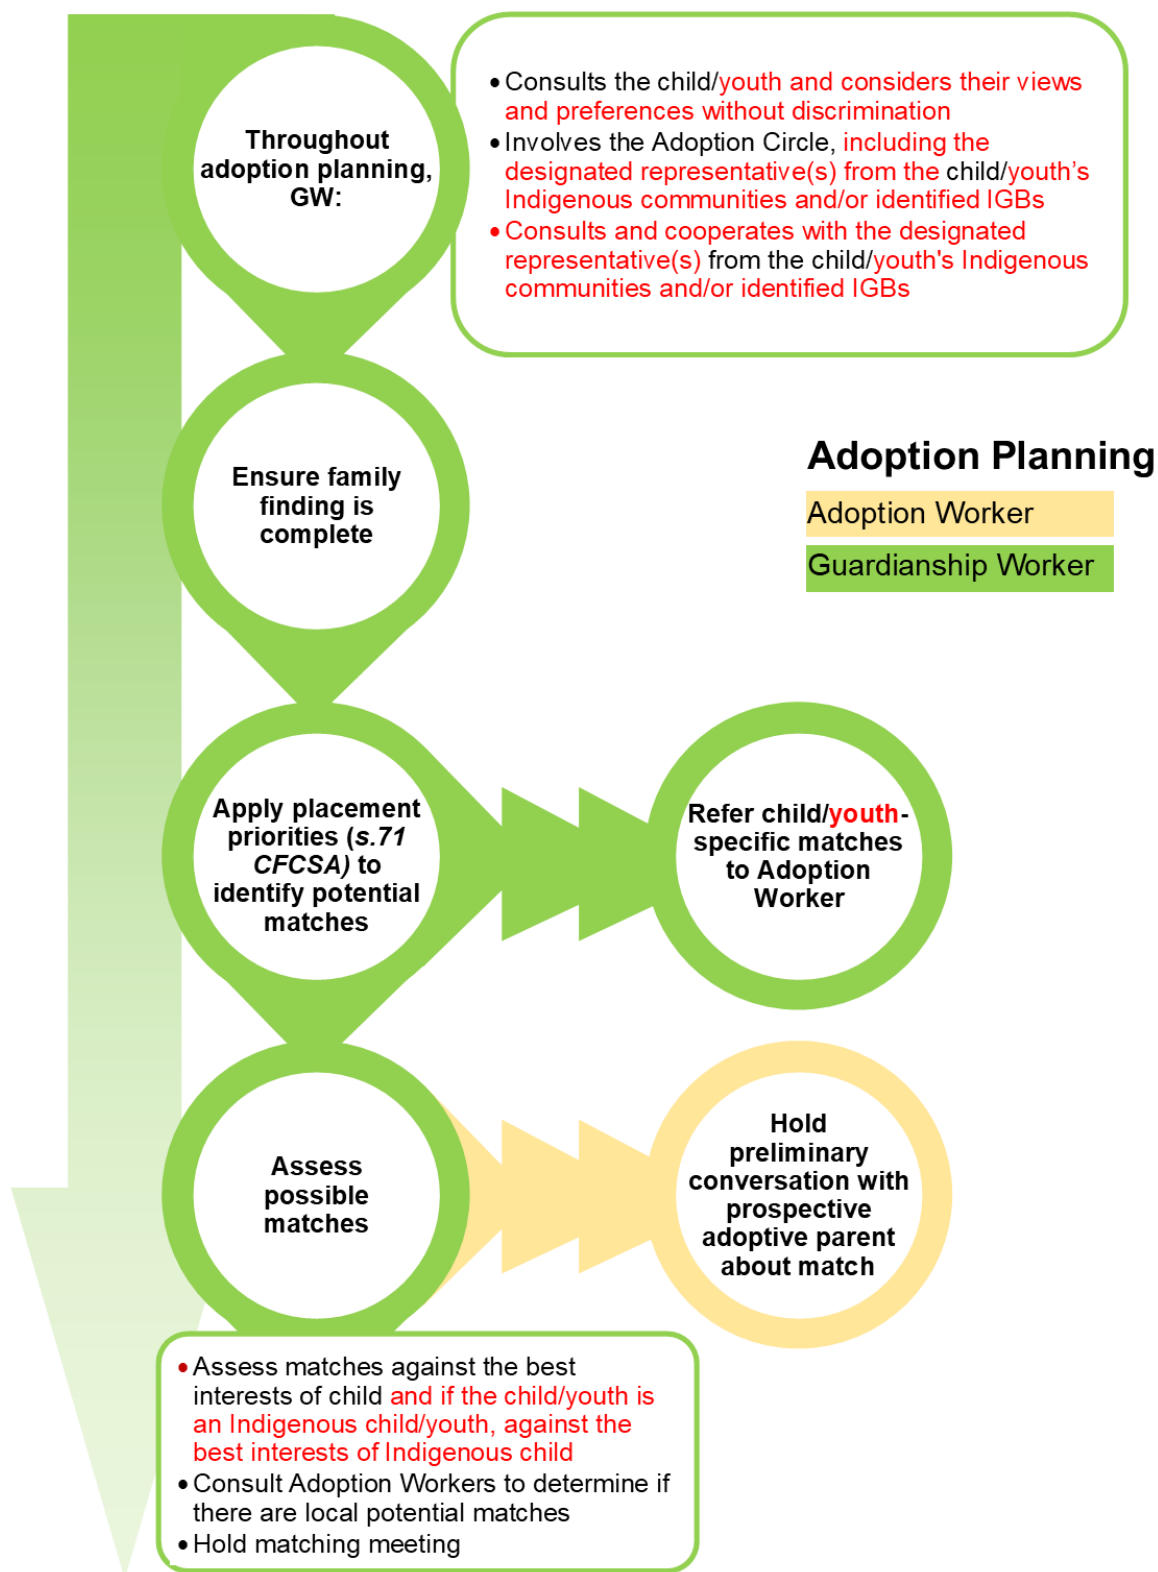 Throughout
adoption planning,
GW:
• Consults the child/youth and considers their views
and preferences without discrimination
• Involves the Adoption Circle, including the
designated representative(s) from the child/youth’s
Indigenous communities and/or identified IGBs
• Consults and cooperates with the designated
representative(s) from the child/youth's Indigenous
communities and/or identified IGBs
Adoption Planning
Adoption Worker
Guardianship Worker
Ensure family
finding is
complete
Apply placement
priorities (s.71
CFCSA) to
identify potential
matches
Refer child/youth-
specific matches
to Adoption
Worker
Assess
possible
matches
Hold
preliminary
conversation with
prospective
adoptive parent
about match
• Assess matches against the best
interests of child and if the child/youth is
an Indigenous child/youth, against the
best interests of Indigenous child
• Consult Adoption Workers to determine if
there are local potential matches
• Hold matching meeting